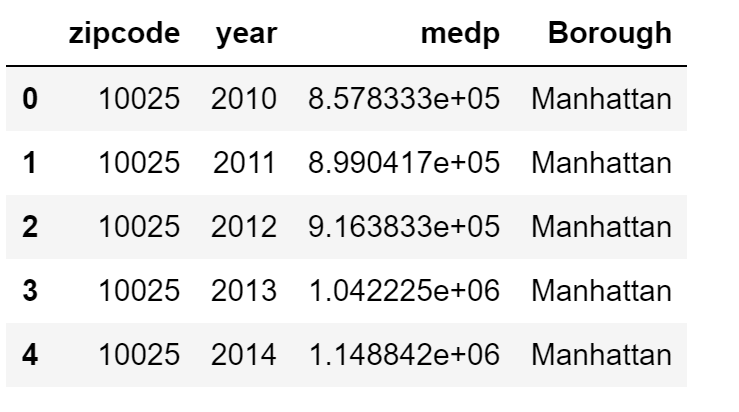 zipcode year medp Borough
0 10025 2010 8.578333e+05 Manhattan
1 10025 2011 8.990417e+05 Manhattan
2 10025 2012 9.163833e+05 Manhattan
3 10025 2013 1.042225e+06 Manhattan
4 10025 2014 1.148842e+06 Manhattan